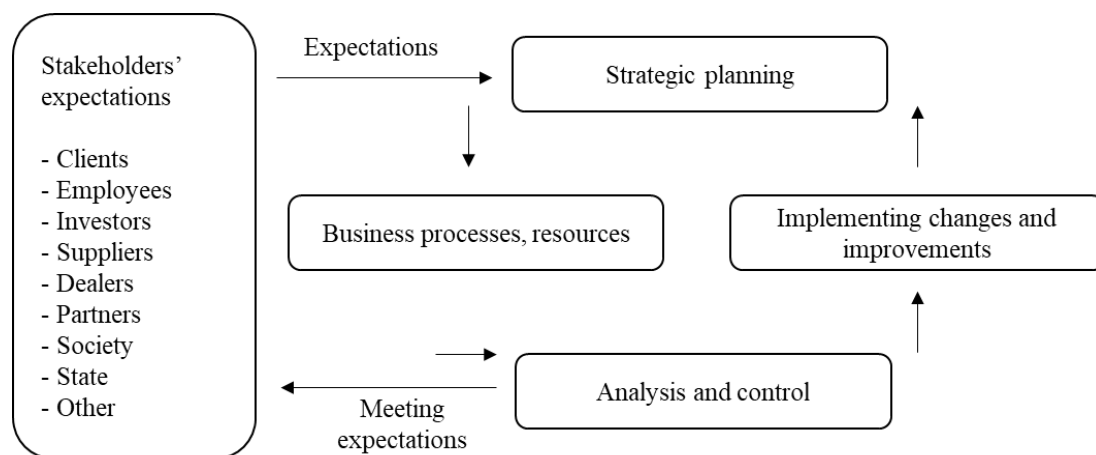 Stakeholders’
expectations
- Clients
- Employees
- Investors
- Suppliers
- Dealers
- Partners
- Society
- State
- Other
Expectations
Strategic planning
Business processes, resources
Implementing changes and
improvements
Analysis and control
Meeting
expectations